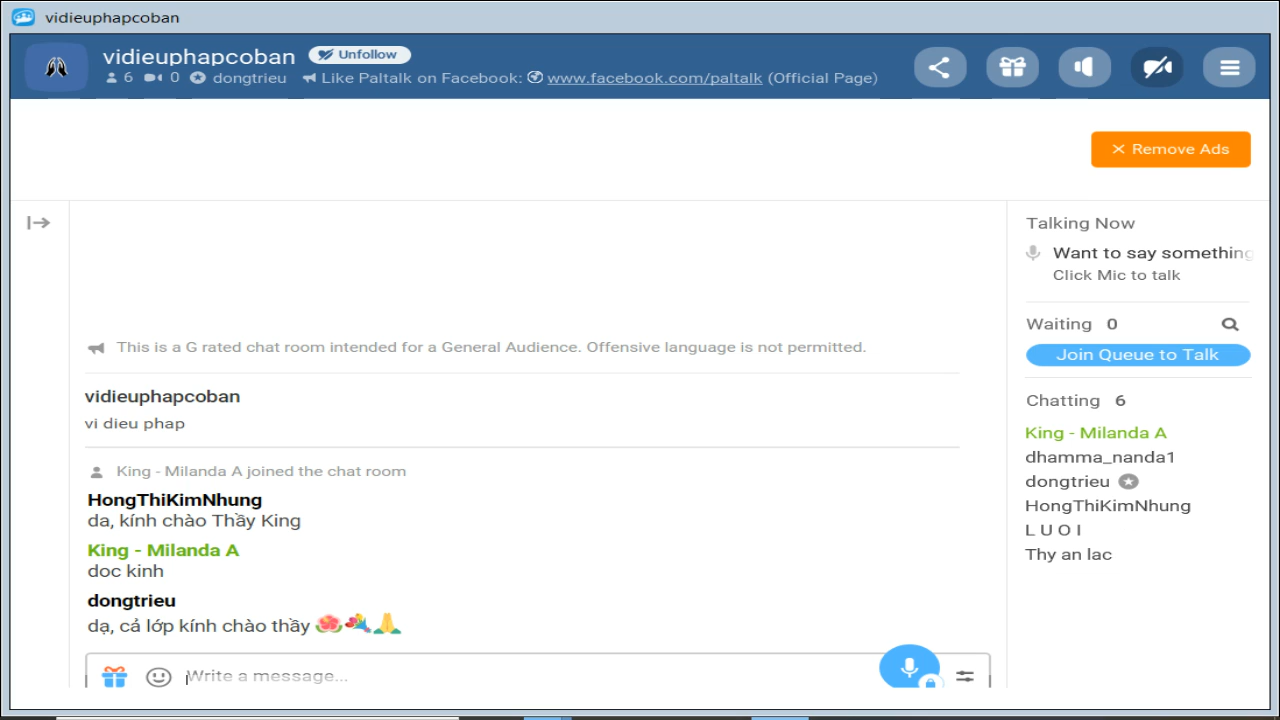 vidieuphapcoban
vidieuphapcoban Unfollow
6 0 dongtrieu Like Paltalk on Facebook: www.facebook.com/paltalk (Official Page)
Remove Ads
This is a G rated chat room intended for a General Audience. Offensive language is not permitted.
vidieuphapcoban
vi dieu phap
King - Milanda A joined the chat room
HongThiKimNhung
da, kính chào Thầy King
King - Milanda A
doc kinh
dongtrieu
dạ, cả lớp kính chào thầy 🌹💐🙏
Write a message...
Talking Now
Want to say something
Click Mic to talk
Waiting 0
Join Queue to Talk
Chatting 6
King - Milanda A
dhamma_nanda1
dongtrieu
HongThiKimNhung
L U O I
Thy an lac